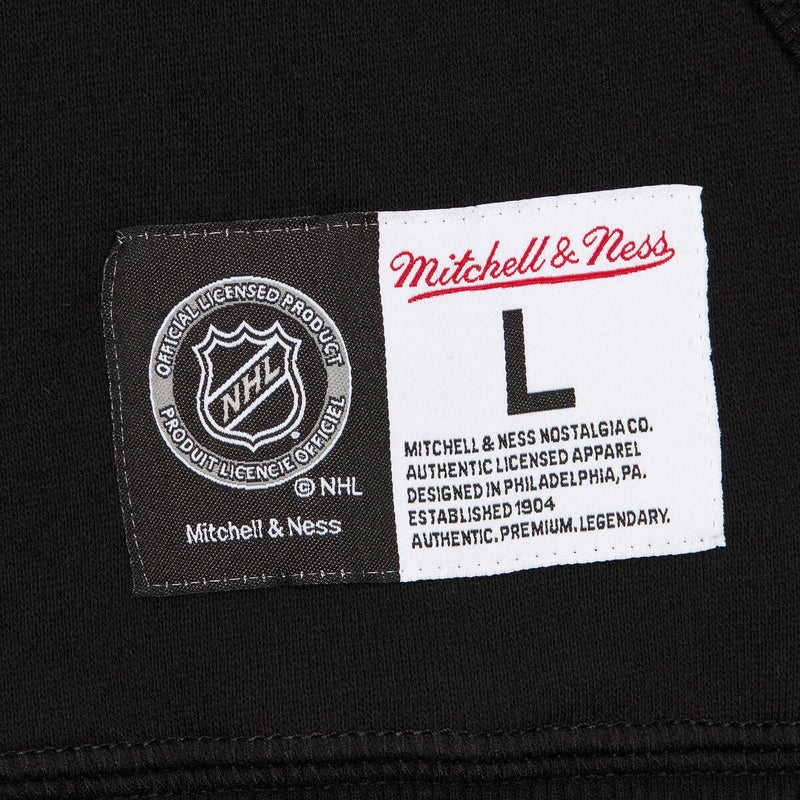 OFFICIAL LICENSED PRODUCT
NHL
PRODUIT LICENCIE OFFICIEL
© NHL
Mitchell & Ness
Mitchell & Ness
L
MITCHELL & NESS NOSTALGIA CO.
AUTHENTIC LICENSED APPAREL
DESIGNED IN PHILADELPHIA, PA.
ESTABLISHED 1904
AUTHENTIC. PREMIUM. LEGENDARY.